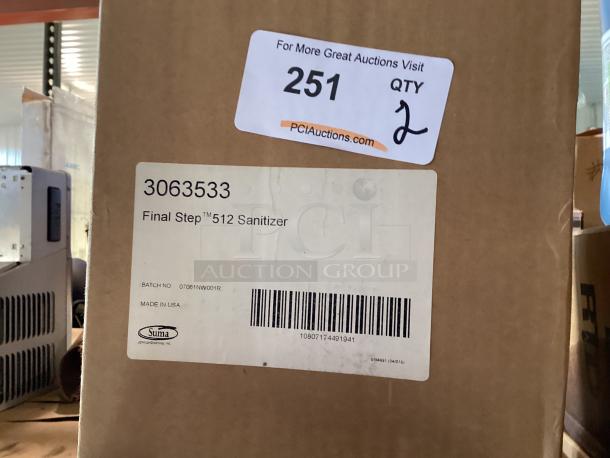 For More Great Auctions Visit
251
QTY
2
PCIAuctions.com
3063533
Final Step™ 512 Sanitizer
PCI
AUCTION GROUP
BATCH NO. 07061NW001R
MADE IN USA
Suma
10807174491941